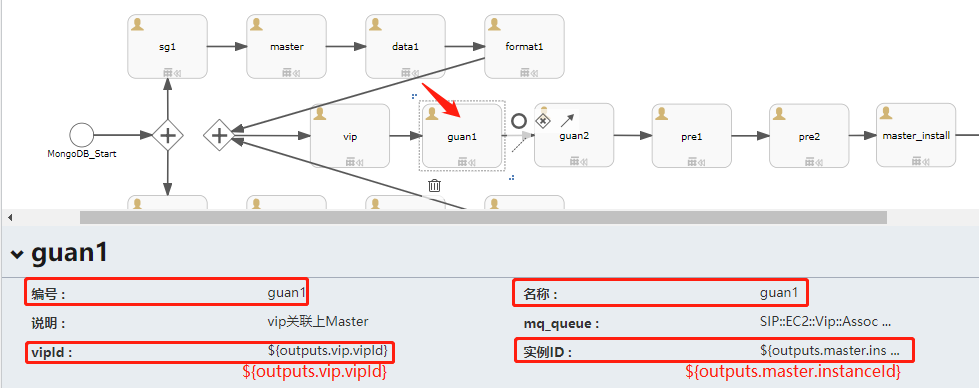 sg1
master
data1
format1
MongoDB_Start
vip
guan1
guan2
pre1
pre2
master_install
guan1
编号 :
guan1
名称 :
guan1
说明 :
vip关联上Master
mq_queue :
SIP::EC2::Vip::Assoc ...
vipId :
${outputs.vip.vipId}
实例ID :
${outputs.master.ins ...
${outputs.vip.vipId}
${outputs.master.instanceId}